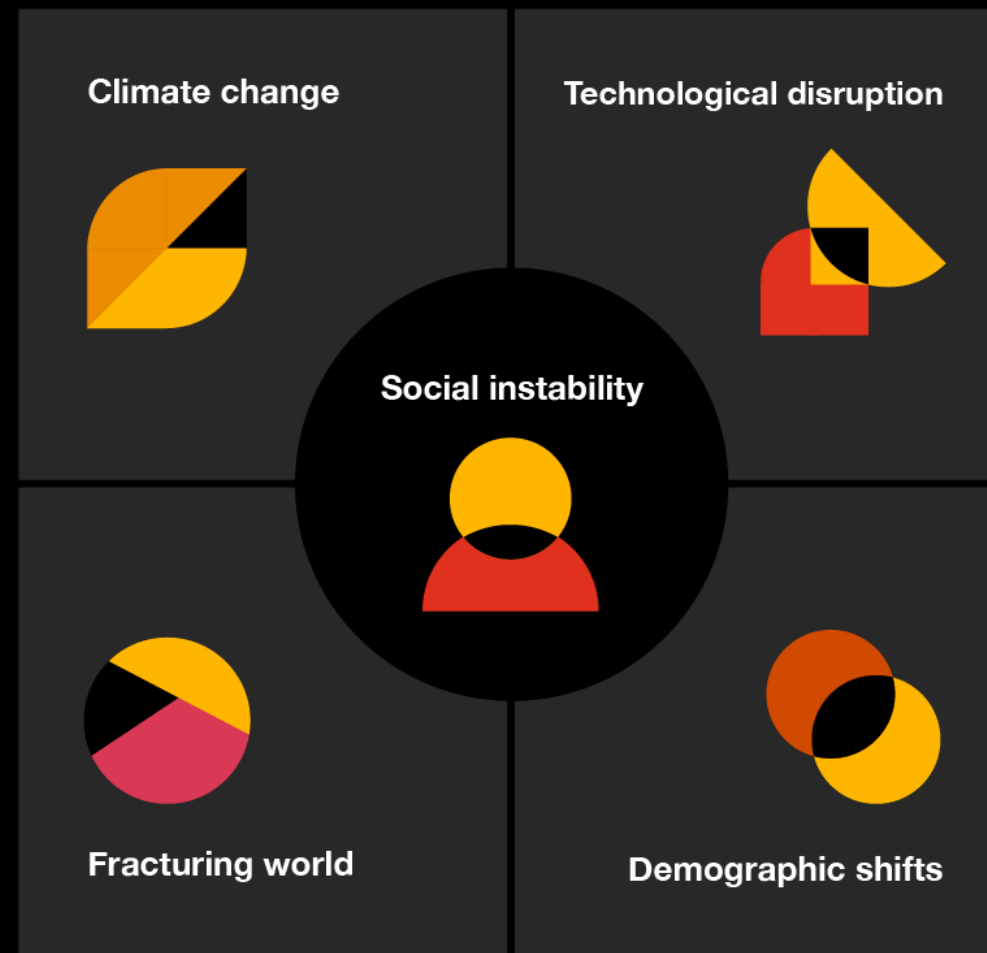 Climate change
Technological disruption
Social instability
Fracturing world
Demographic shifts